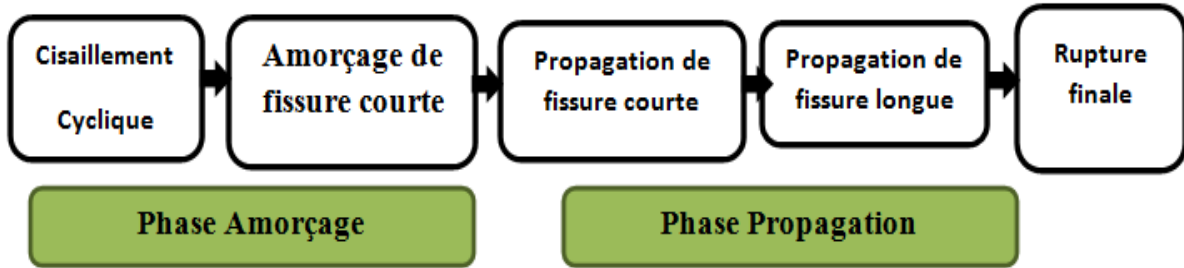 Cisaillement
Cyclique
Amorçage de
fissure courte
Propagation de
fissure courte
Propagation de
fissure longue
Rupture
finale
Phase Amorçage
Phase Propagation